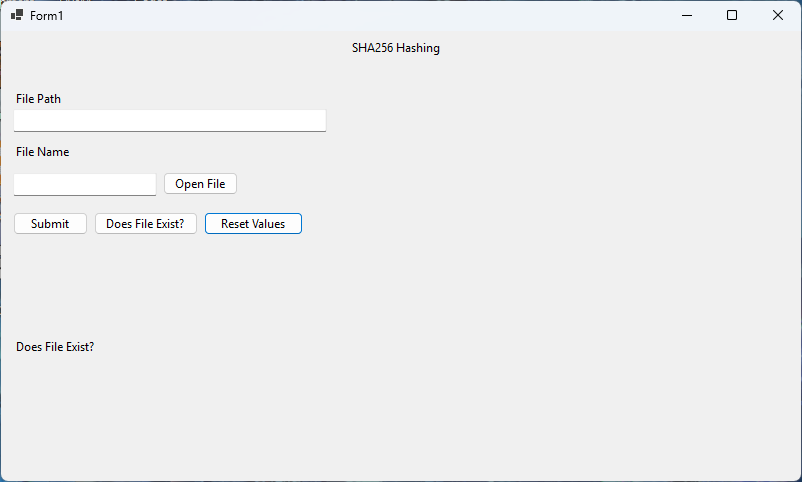 Form1
SHA256 Hashing
File Path
File Name
Open File
Submit Does File Exist? Reset Values
Does File Exist?